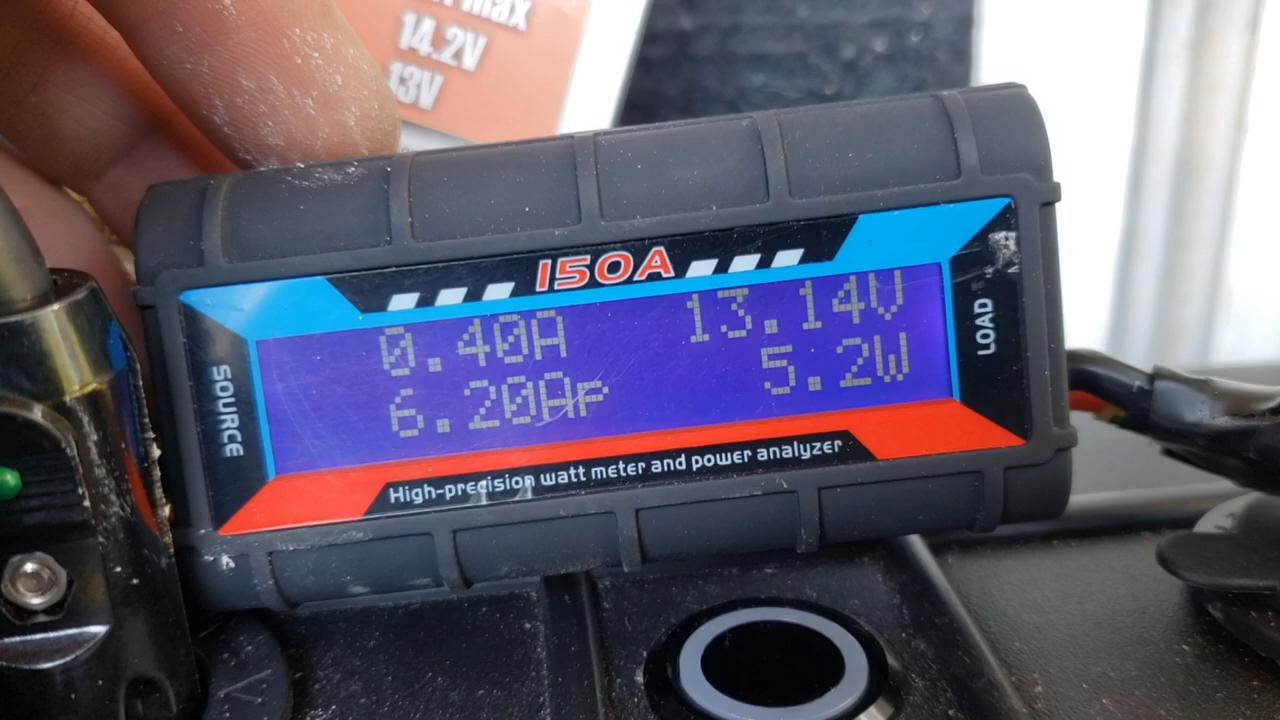 max
14.2V
13V
150A
0.40A 13.14V
6.20Ap 5.2W
SOURCE
LOAD
High-precision watt meter and power analyzer